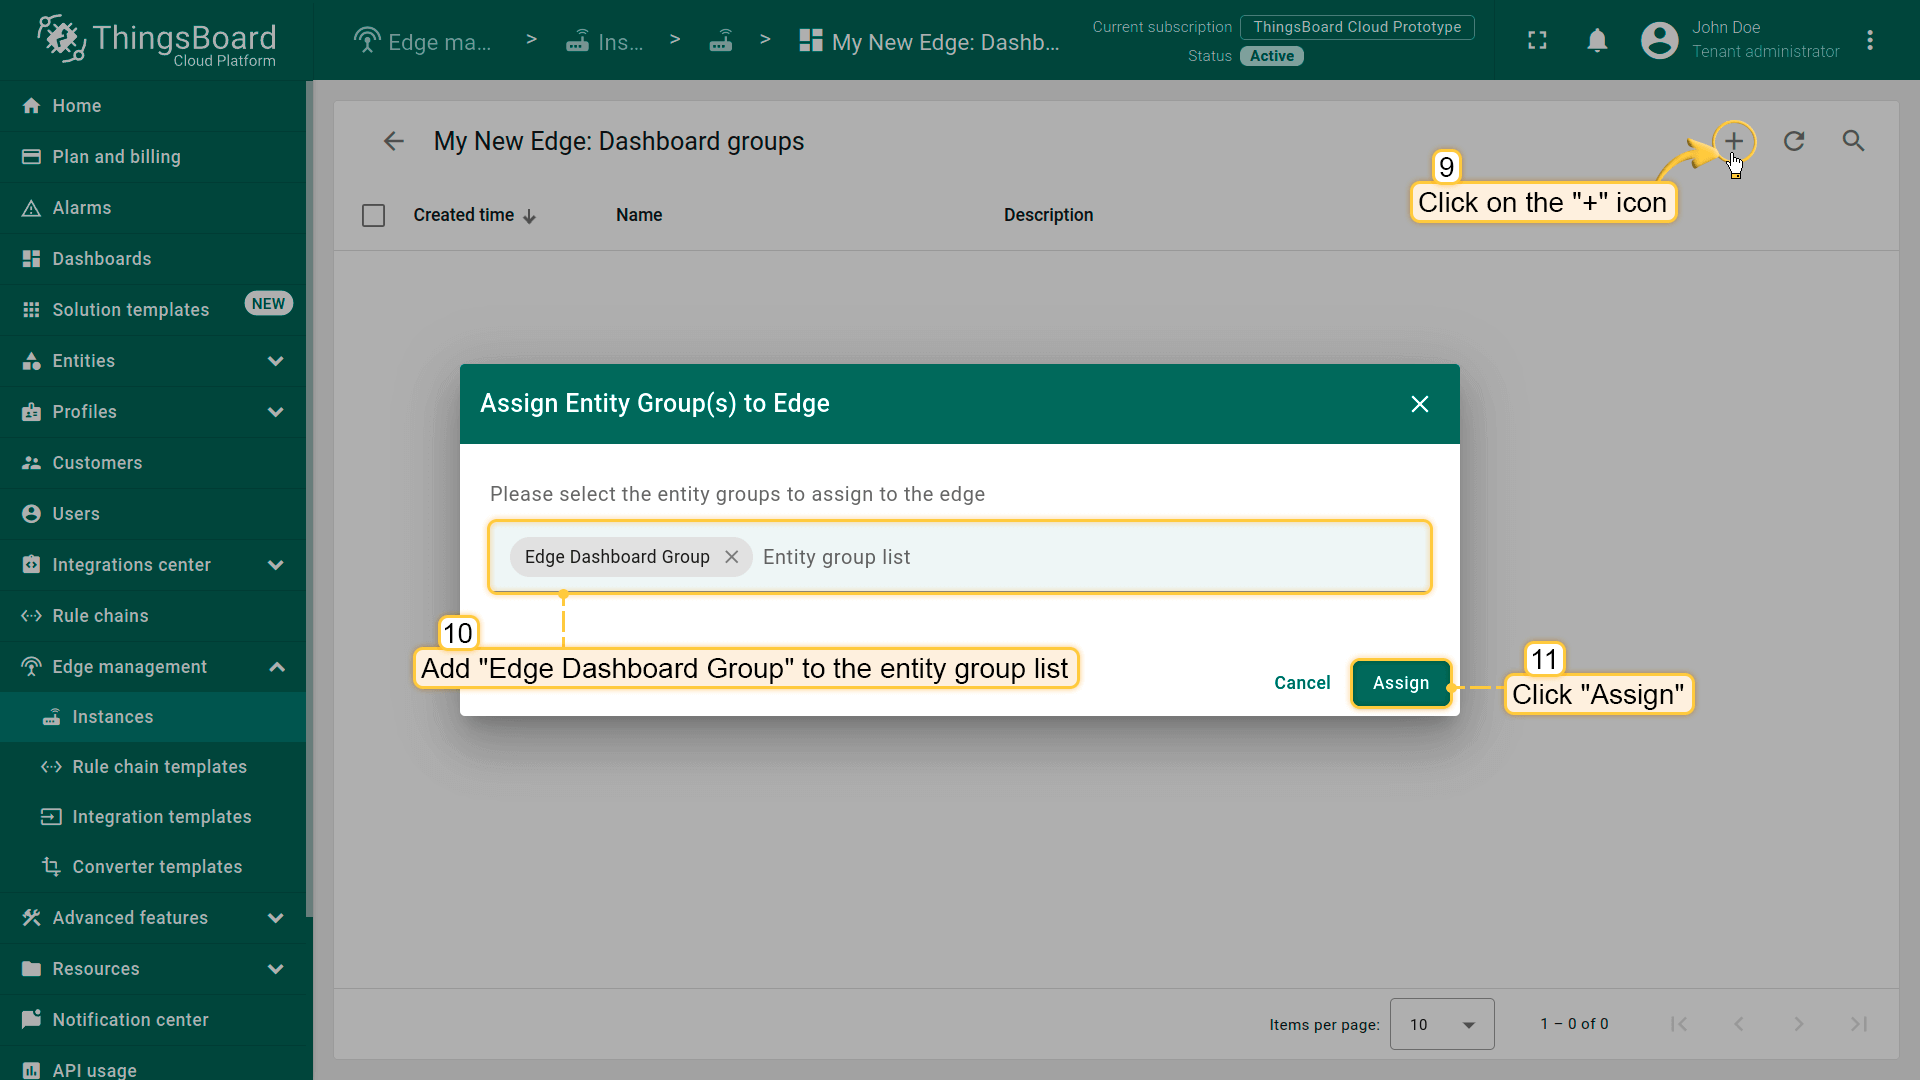 ThingsBoard
Cloud Platform
Edge ma... > Ins... > > My New Edge: Dashb...
Current subscription ThingsBoard Cloud Prototype
Status Active
John Doe
Tenant administrator
Home
Plan and billing
Alarms
Dashboards
Solution templates NEW
Entities
Profiles
Customers
Users
Integrations center
Rule chains
Edge management
Instances
Rule chain templates
Integration templates
Converter templates
Advanced features
Resources
Notification center
API usage
My New Edge: Dashboard groups
9
Click on the "+" icon
Created time Name Description
Assign Entity Group(s) to Edge
Please select the entity groups to assign to the edge
Edge Dashboard Group Entity group list
10
Add "Edge Dashboard Group" to the entity group list
Cancel Assign
11
Click "Assign"
Items per page: 10 1 – 0 of 0